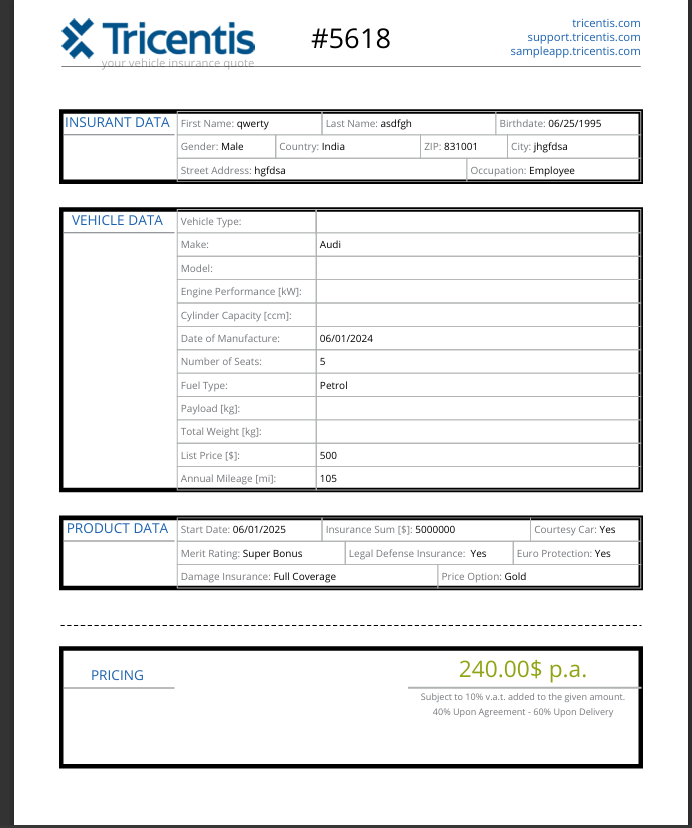 Tricentis
your vehicle insurance quote
#5618
tricentis.com
support.tricentis.com
sampleapp.tricentis.com
INSURANT DATA
First Name: qwerty Last Name: asdfgh Birthdate: 06/25/1995
Gender: Male Country: India ZIP: 831001 City: jhgfdsa
Street Address: hgfdsa Occupation: Employee
VEHICLE DATA
Vehicle Type:
Make: Audi
Model:
Engine Performance [kW]:
Cylinder Capacity [ccm]:
Date of Manufacture: 06/01/2024
Number of Seats: 5
Fuel Type: Petrol
Payload [kg]:
Total Weight [kg]:
List Price [$]: 500
Annual Mileage [mi]: 105
PRODUCT DATA
Start Date: 06/01/2025 Insurance Sum [$]: 5000000 Courtesy Car: Yes
Merit Rating: Super Bonus Legal Defense Insurance: Yes Euro Protection: Yes
Damage Insurance: Full Coverage Price Option: Gold
PRICING
240.00$ p.a.
Subject to 10% v.a.t. added to the given amount.
40% Upon Agreement - 60% Upon Delivery